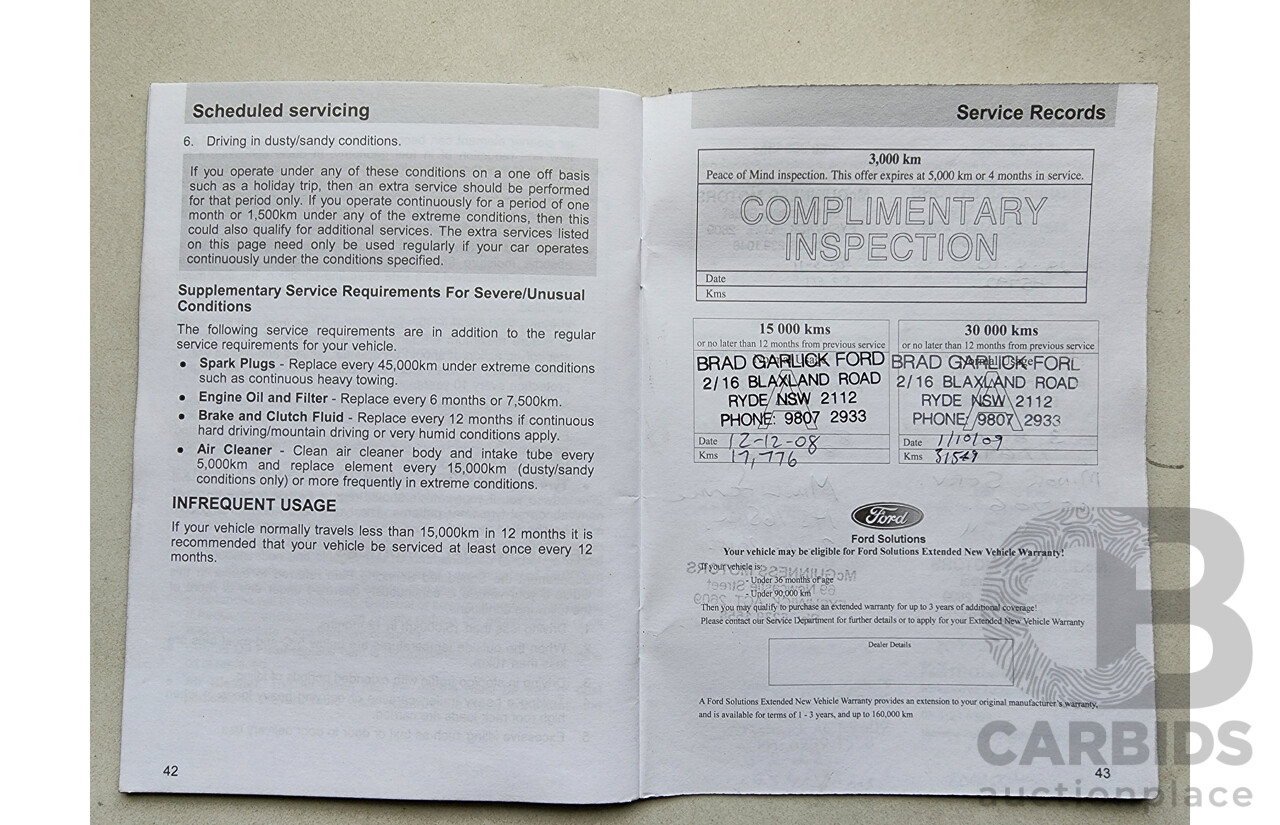 Scheduled servicing
6. Driving in dusty/sandy conditions.
If you operate under any of these conditions on a one off basis
such as a holiday trip, then an extra service should be performed
for that period only. If you operate continuously for a period of one
month or 1,500km under any of the extreme conditions, then this
could also qualify for additional services. The extra services listed
on this page need only be used regularly if your car operates
continuously under the conditions specified.
Supplementary Service Requirements For Severe/Unusual
Conditions
The following service requirements are in addition to the regular
service requirements for your vehicle.
• Spark Plugs - Replace every 45,000km under extreme conditions
such as continuous heavy towing.
• Engine Oil and Filter - Replace every 6 months or 7,500km.
• Brake and Clutch Fluid - Replace every 12 months if continuous
hard driving/mountain driving or very humid conditions apply.
• Air Cleaner - Clean air cleaner body and intake tube every
5,000km and replace element every 15,000km (dusty/sandy
conditions only) or more frequently in extreme conditions.
INFREQUENT USAGE
If your vehicle normally travels less than 15,000km in 12 months it is
recommended that your vehicle be serviced at least once every 12
months.
42
Service Records
3,000 km
Peace of Mind inspection. This offer expires at 5,000 km or 4 months in service.
COMPLIMENTARY
INSPECTION
Date
Kms
15 000 kms
or no later than 12 months from previous service
BRAD GARLICK FORD
2/16 BLAXLAND ROAD
RYDE NSW 2112
PHONE: 9807 2933
Date 12-12-08
Kms 17,776
30 000 kms
or no later than 12 months from previous service
BRAD GARLICK FORD
2/16 BLAXLAND ROAD
RYDE NSW 2112
PHONE: 9807 2933
Date 1/10/09
Kms 31549
Ford
Ford Solutions
Your vehicle may be eligible for Ford Solutions Extended New Vehicle Warranty!
If your vehicle is
- Under 36 months of age
- Under 90,000 km
Then you may qualify to purchase an extended warranty for up to 3 years of additional coverage!
Please contact our Service Department for further details or to apply for your Extended New Vehicle Warranty
Dealer Details
A Ford Solutions Extended New Vehicle Warranty provides an extension to your original manufacturer's warranty,
and is available for terms of 1 - 3 years, and up to 160,000 km
43
CB
CARBIDS
auctionplace